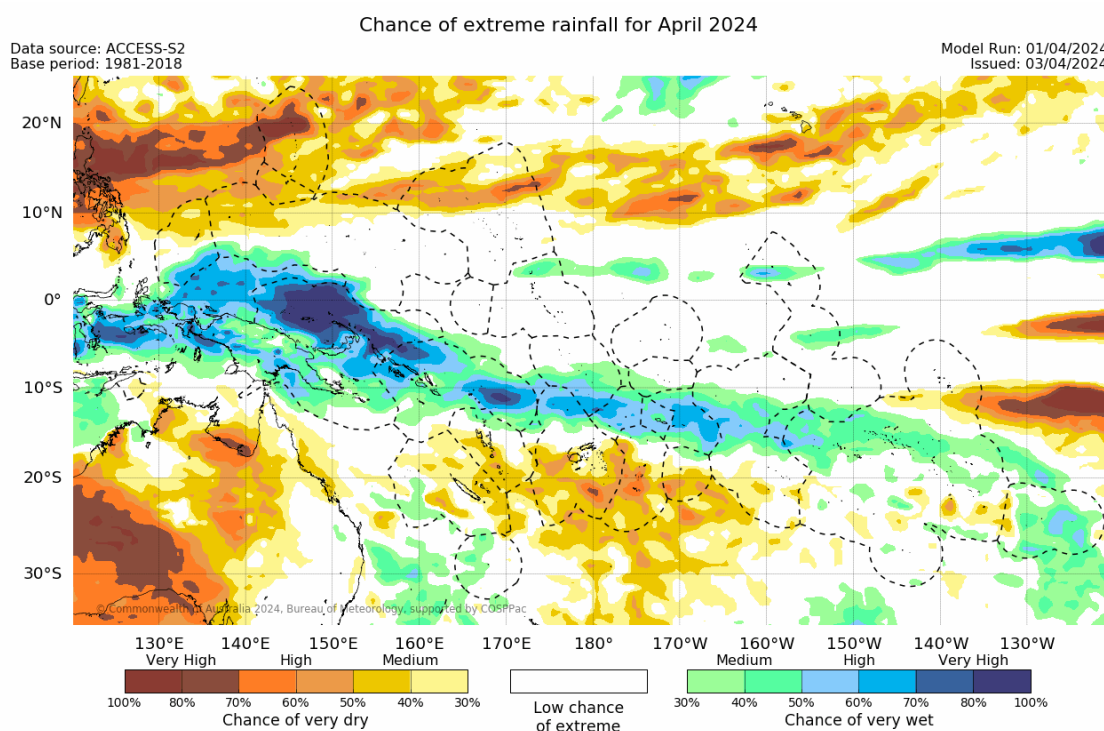 Chance of extreme rainfall for April 2024
Data source: ACCESS-S2
Base period: 1981-2018
Model Run: 01/04/2024
Issued: 03/04/2024
20°N
10°N
0°
10°S
20°S
30°S
© Commonwealth of Australia 2024, Bureau of Meteorology, supported by COSPPac
130°E 140°E 150°E 160°E 170°E 180° 170°W 160°W 150°W 140°W 130°W
Very High High Medium
100% 80% 70% 60% 50% 40% 30%
Chance of very dry
Low chance
of extreme
Medium High Very High
30% 40% 50% 60% 70% 80% 100%
Chance of very wet